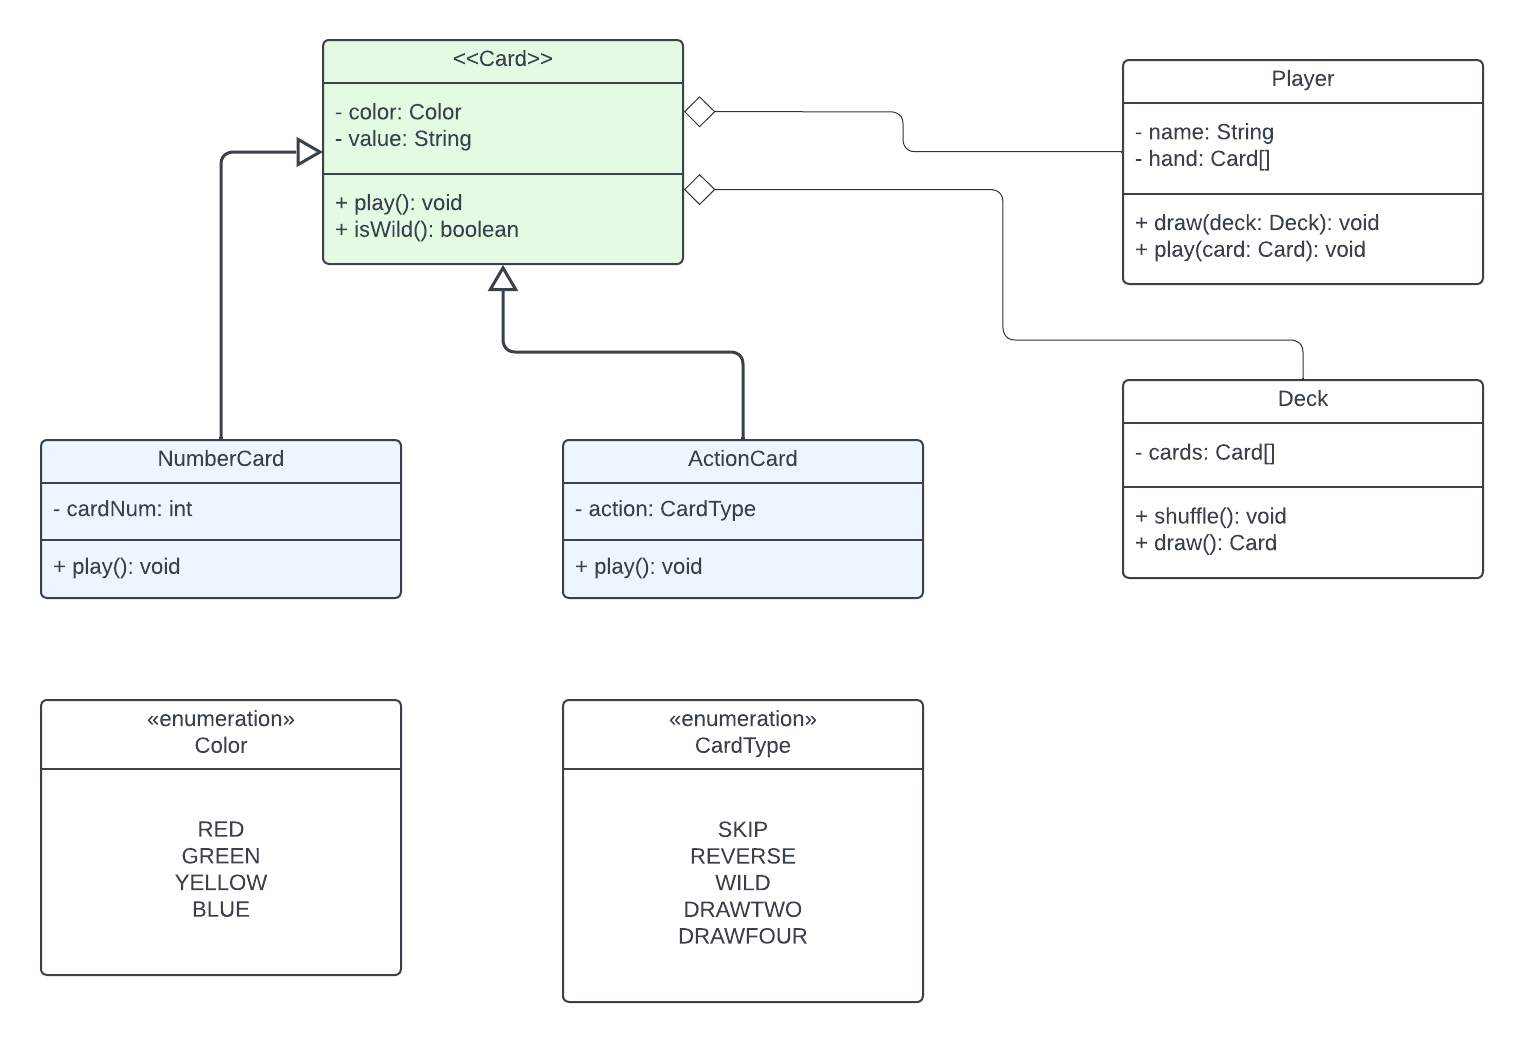 <<Card>>
- color: Color
- value: String
+ play(): void
+ isWild(): boolean
Player
- name: String
- hand: Card[]
+ draw(deck: Deck): void
+ play(card: Card): void
NumberCard
- cardNum: int
+ play(): void
ActionCard
- action: CardType
+ play(): void
Deck
- cards: Card[]
+ shuffle(): void
+ draw(): Card
«enumeration»
Color
RED
GREEN
YELLOW
BLUE
«enumeration»
CardType
SKIP
REVERSE
WILD
DRAWTWO
DRAWFOUR